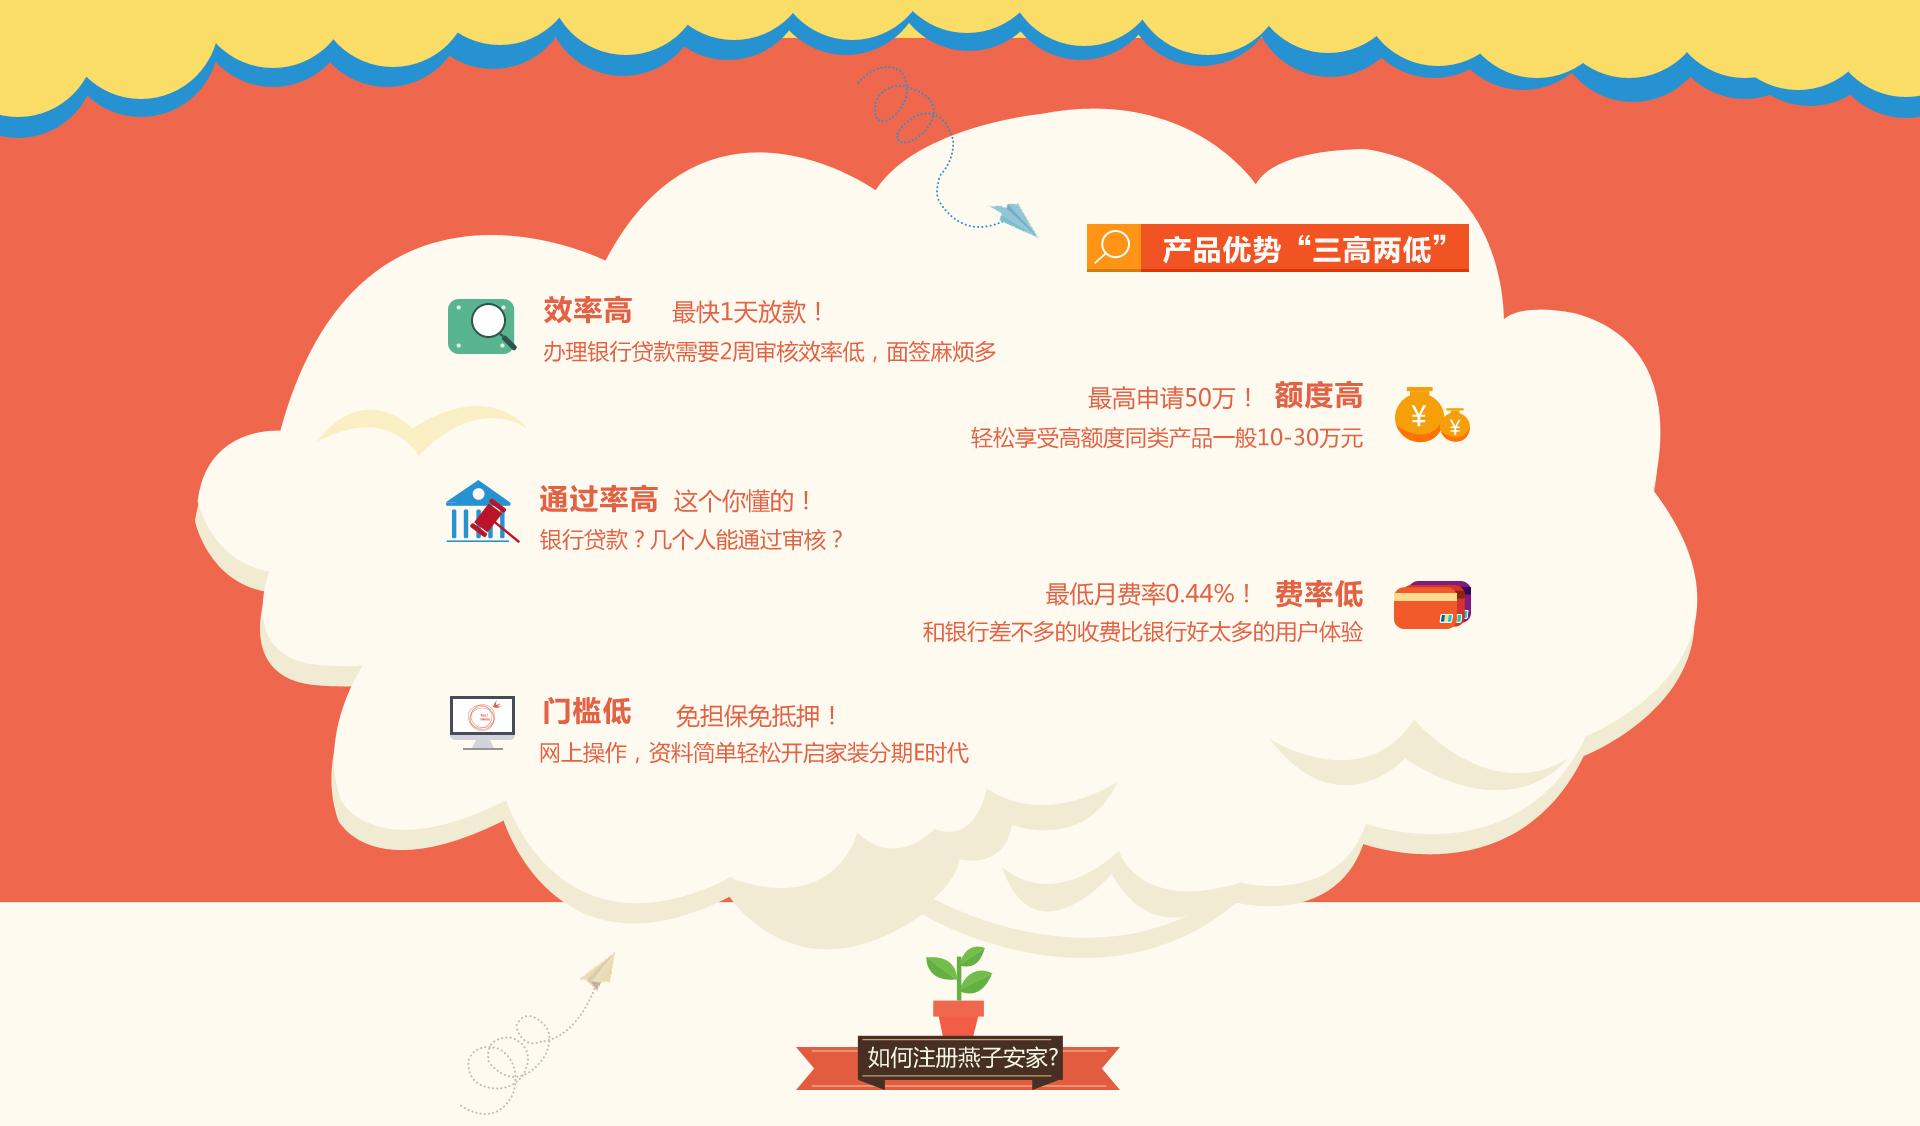 产品优势“三高两低”
效率高 最快1天放款！
办理银行贷款需要2周审核效率低，面签麻烦多
最高申请50万！ 额度高
轻松享受高额度同类产品一般10-30万元
通过率高 这个你懂的！
银行贷款？几个人能通过审核？
最低月费率0.44%！ 费率低
和银行差不多的收费比银行好太多的用户体验
门槛低 免担保免抵押！
网上操作，资料简单轻松开启家装分期E时代
如何注册燕子安家?